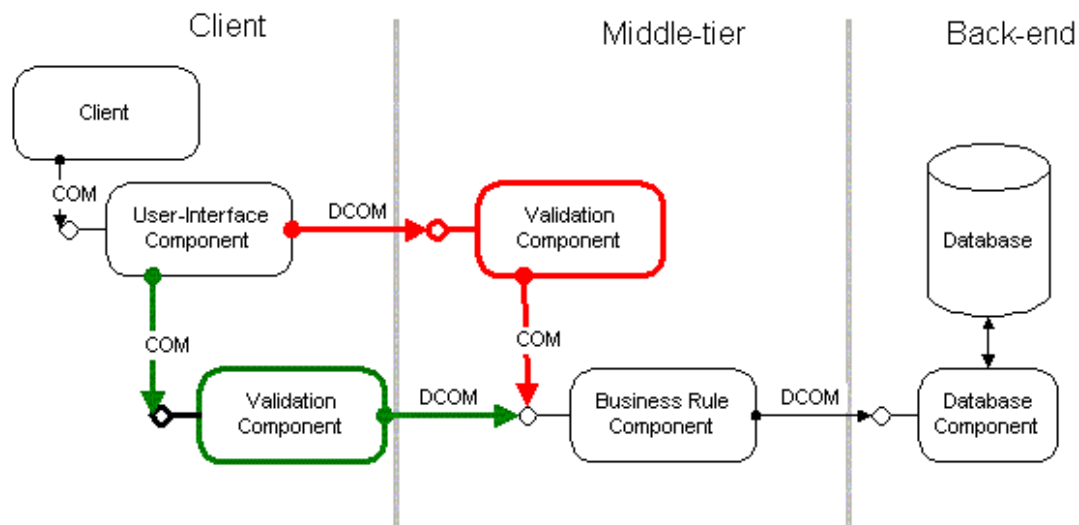 Client
Middle-tier
Back-end
Client
COM
User-Interface
Component
DCOM
Validation
Component
Database
COM
COM
Validation
Component
DCOM
Business Rule
Component
DCOM
Database
Component